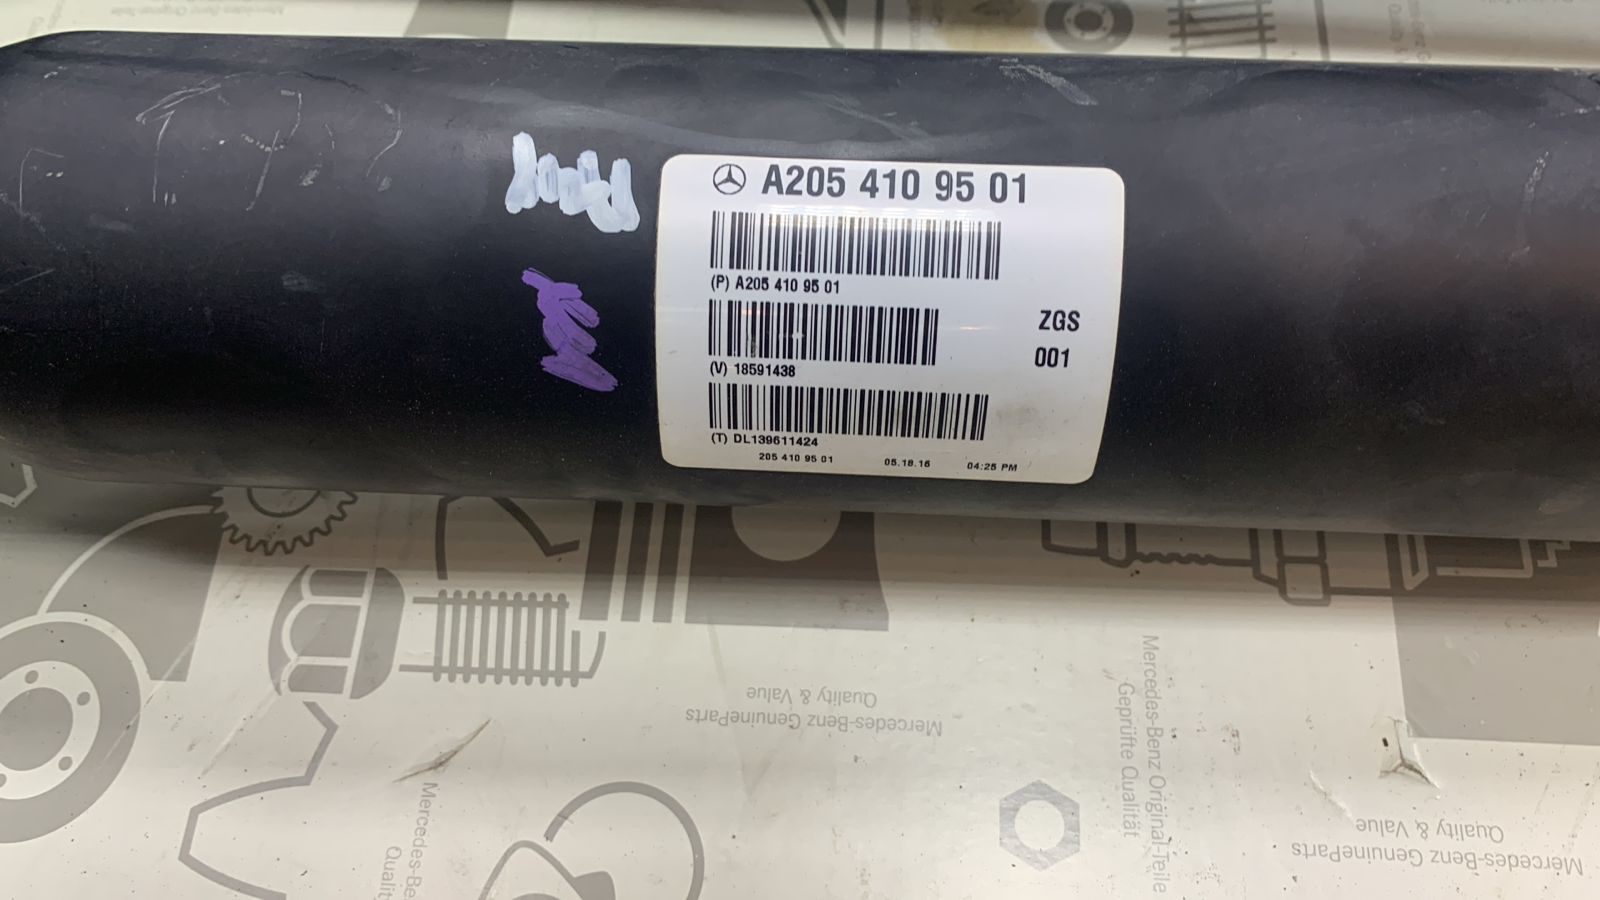 A205 410 95 01
(P) A205 410 95 01
ZGS
(V) 18591438
001
(T) DL139611424
205 410 95 01 05.18.16 04:25 PM
Mercedes-Benz GenuineParts
Quality & Value
Mercedes-Benz Original-Teile
Geprüfte Qualität
Mercedes-Benz GenuineParts
Quality & Value